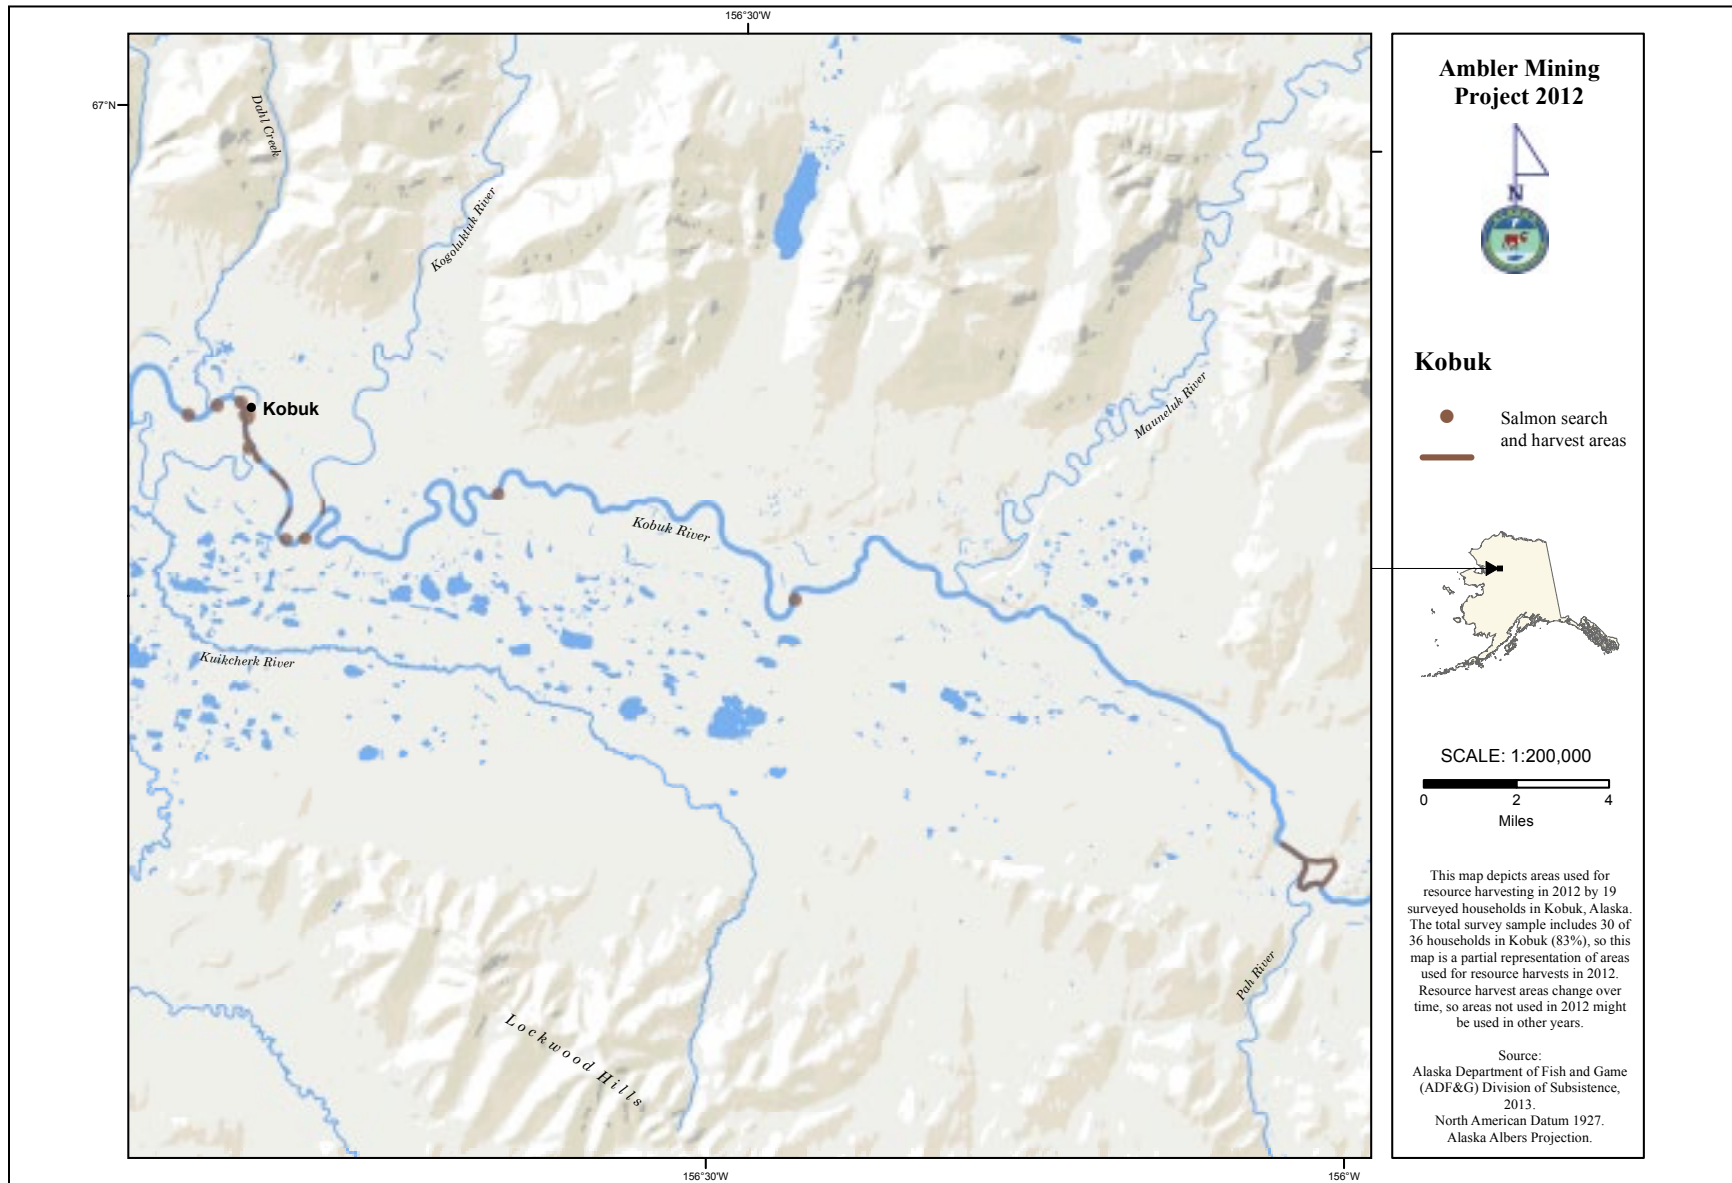 156°30'W
67°N
Dahl Creek
Kogoluktuk River
Kobuk
Mauneluk River
Kobuk River
Kuikcherk River
Pah River
Lockwood Hills
156°30'W
156°W
Ambler Mining
Project 2012
N
Kobuk
Salmon search
and harvest areas
SCALE: 1:200,000
0 2 4
Miles
This map depicts areas used for
resource harvesting in 2012 by 19
surveyed households in Kobuk, Alaska.
The total survey sample includes 30 of
36 households in Kobuk (83%), so this
map is a partial representation of areas
used for resource harvests in 2012.
Resource harvest areas change over
time, so areas not used in 2012 might
be used in other years.
Source:
Alaska Department of Fish and Game
(ADF&G) Division of Subsistence,
2013.
North American Datum 1927.
Alaska Albers Projection.